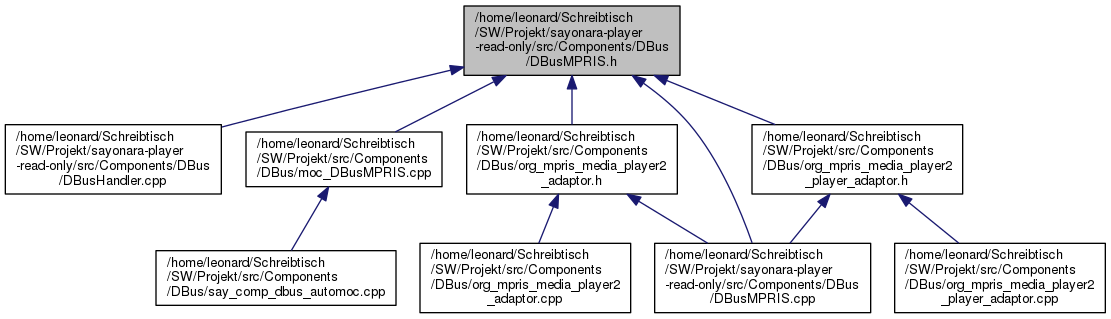 /home/leonard/Schreibtisch
/SW/Projekt/sayonara-player
-read-only/src/Components/DBus
/DBusMPRIS.h
/home/leonard/Schreibtisch
/SW/Projekt/sayonara-player
-read-only/src/Components/DBus
/DBusHandler.cpp
/home/leonard/Schreibtisch
/SW/Projekt/src/Components
/DBus/moc_DBusMPRIS.cpp
/home/leonard/Schreibtisch
/SW/Projekt/src/Components
/DBus/org_mpris_media_player2
_adaptor.h
/home/leonard/Schreibtisch
/SW/Projekt/src/Components
/DBus/org_mpris_media_player2
_player_adaptor.h
/home/leonard/Schreibtisch
/SW/Projekt/src/Components
/DBus/say_comp_dbus_automoc.cpp
/home/leonard/Schreibtisch
/SW/Projekt/src/Components
/DBus/org_mpris_media_player2
_adaptor.cpp
/home/leonard/Schreibtisch
/SW/Projekt/sayonara-player
-read-only/src/Components/DBus
/DBusMPRIS.cpp
/home/leonard/Schreibtisch
/SW/Projekt/src/Components
/DBus/org_mpris_media_player2
_player_adaptor.cpp